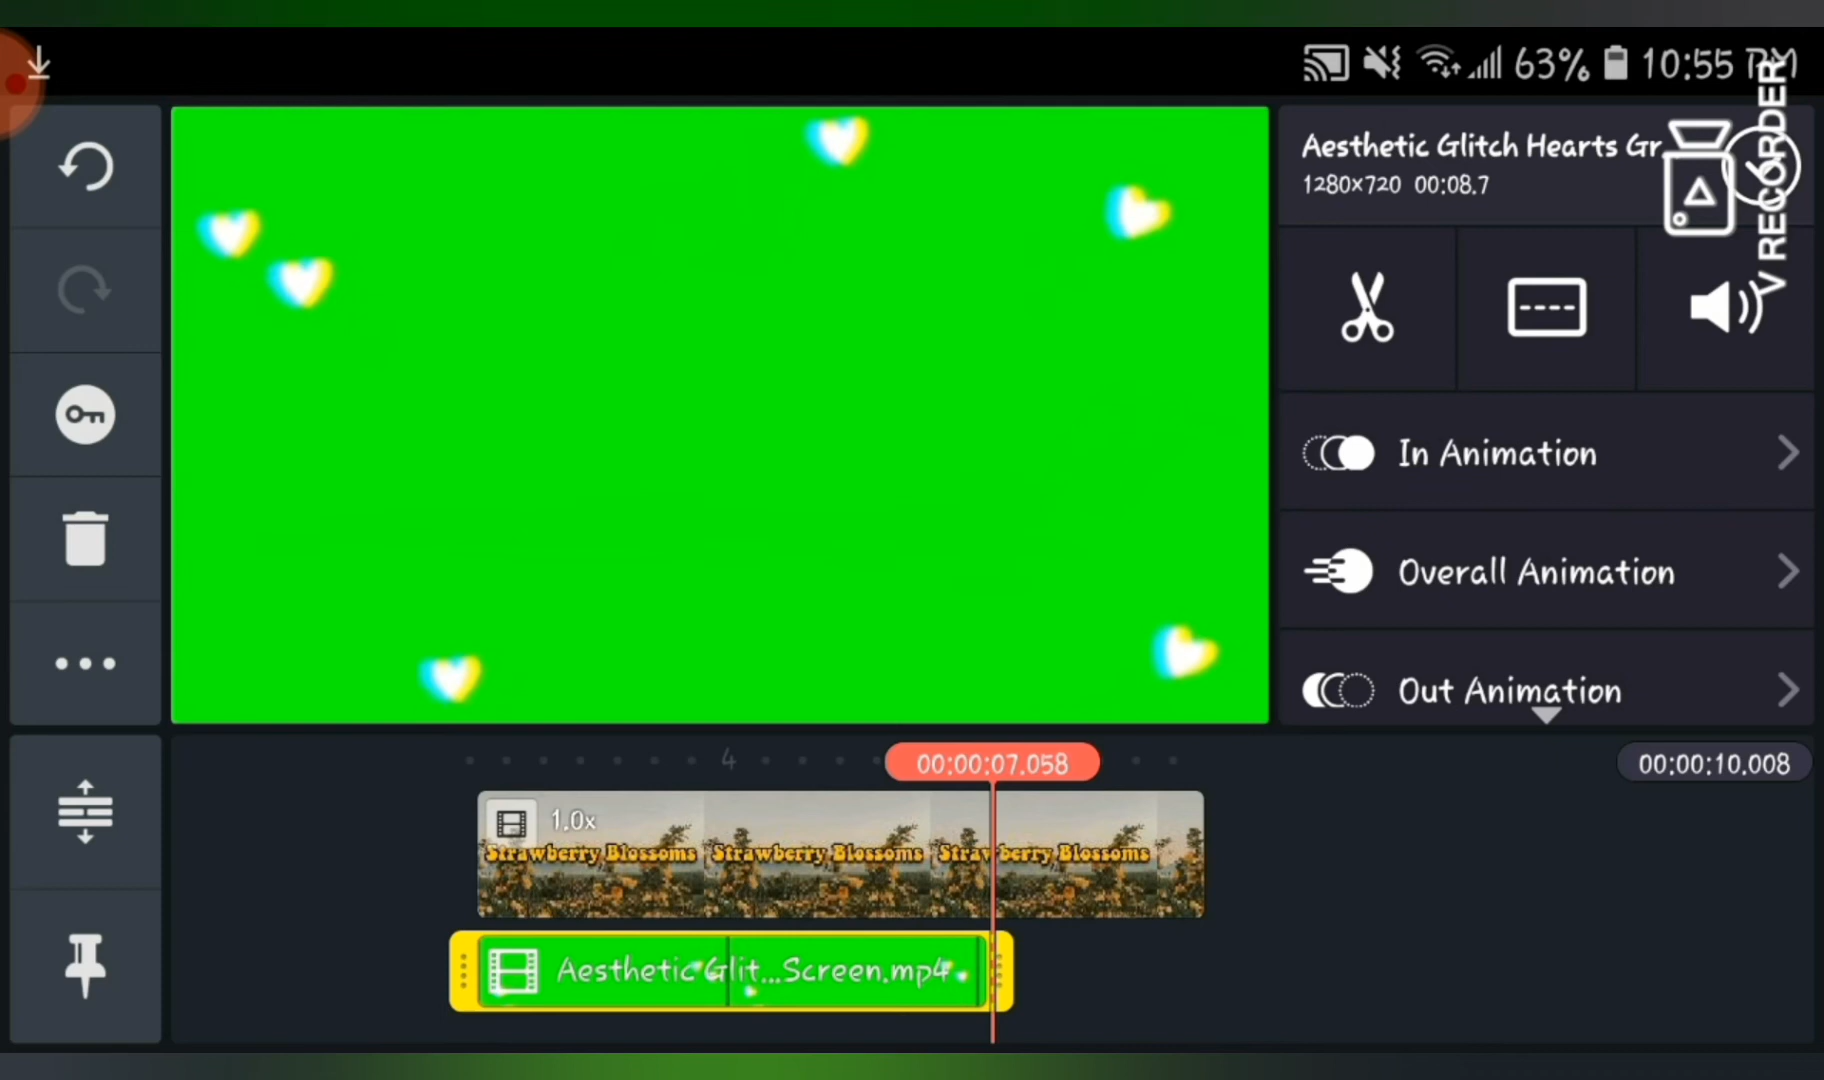 63% 10:55 PM
V RECORDER
Aesthetic Glitch Hearts Gr
1280×720 00:08.7
In Animation
Overall Animation
Out Animation
4
00:00:07.058
00:00:10.008
1.0x
Strawberry Blossoms Strawberry Blossoms Strawberry Blossoms
Aesthetic Glit...Screen.mp4